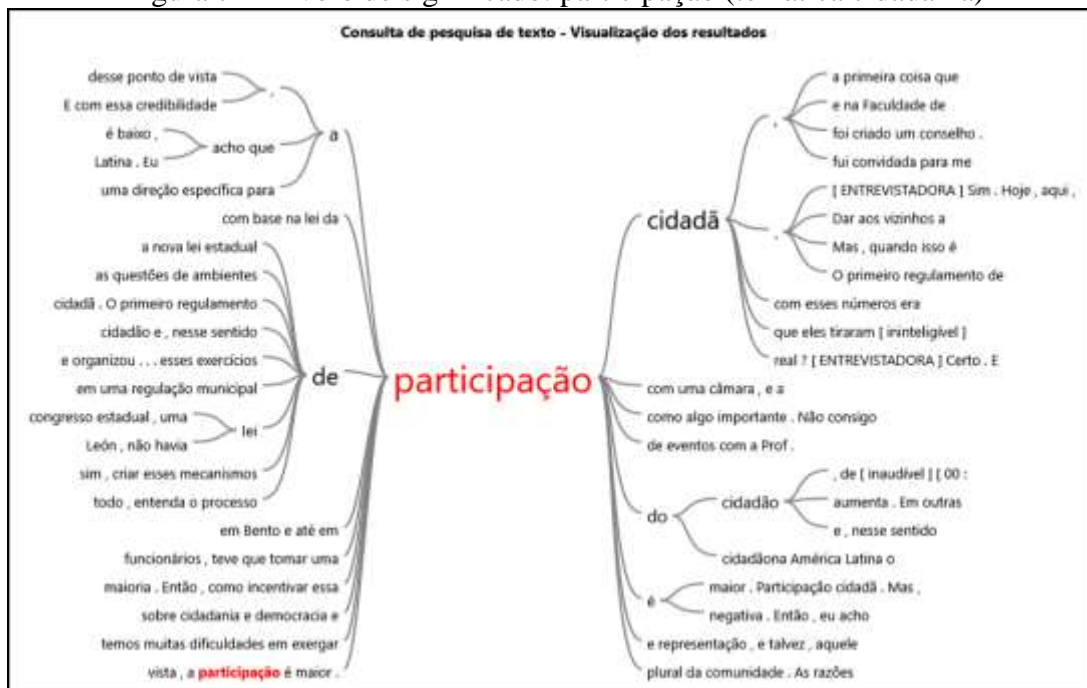 Consulta de pesquisa de texto - Visualização dos resultados
desse ponto de vista
E com essa credibilidade
,
é baixo ,
Latina . Eu
acho que
uma direção específica para
a
com base na lei da
a nova lei estadual
as questões de ambientes
cidadã . O primeiro regulamento
cidadão e , nesse sentido
e organizou . . . esses exercícios
em uma regulação municipal
congresso estadual , uma
León , não havia
lei
sim , criar esses mecanismos
todo , entenda o processo
de
em Bento e até em
funcionários , teve que tomar uma
maioria . Então , como incentivar essa
sobre cidadania e democracia e
temos muitas dificuldades em exergar
vista , a participação é maior .
participação
cidadã
,
a primeira coisa que
e na Faculdade de
foi criado um conselho .
fui convidada para me
.
[ ENTREVISTADORA ] Sim . Hoje , aqui ,
Dar aos vizinhos a
Mas , quando isso é
O primeiro regulamento de
com esses números era
que eles tiraram [ ininteligível ]
real ? [ ENTREVISTADORA ] Certo . E
com uma câmara , e a
como algo importante . Não consigo
de eventos com a Prof .
do
cidadão
, de [ inaudível ] [ 00 :
aumenta . Em outras
e , nesse sentido
cidadãona América Latina o
é
maior . Participação cidadã . Mas ,
negativa . Então , eu acho
e representação , e talvez , aquele
plural da comunidade . As razões